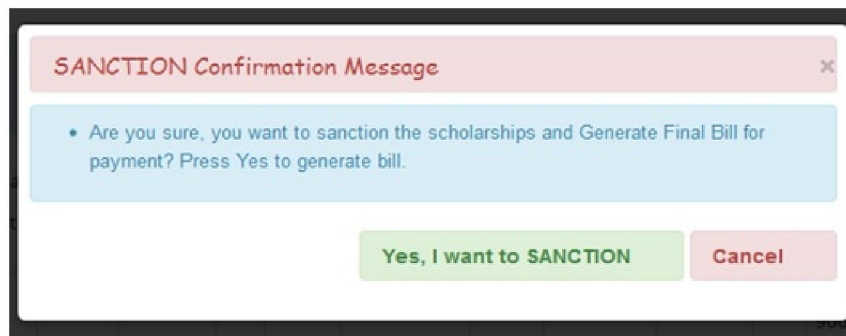 SANCTION Confirmation Message ×
• Are you sure, you want to sanction the scholarships and Generate Final Bill for
payment? Press Yes to generate bill.
Yes, I want to SANCTION Cancel